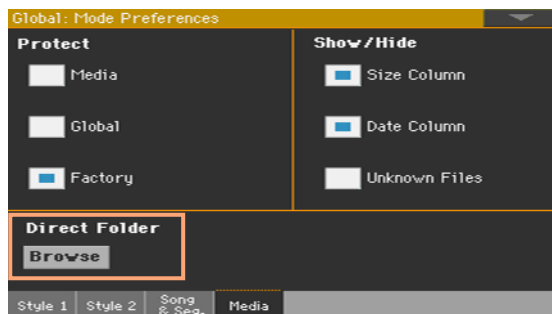 Global: Mode Preferences
Protect
Show/Hide
Media
Size Column
Global
Date Column
Factory
Unknown Files
Direct Folder
Browse
Style 1
Style 2
Song
& Seq.
Media